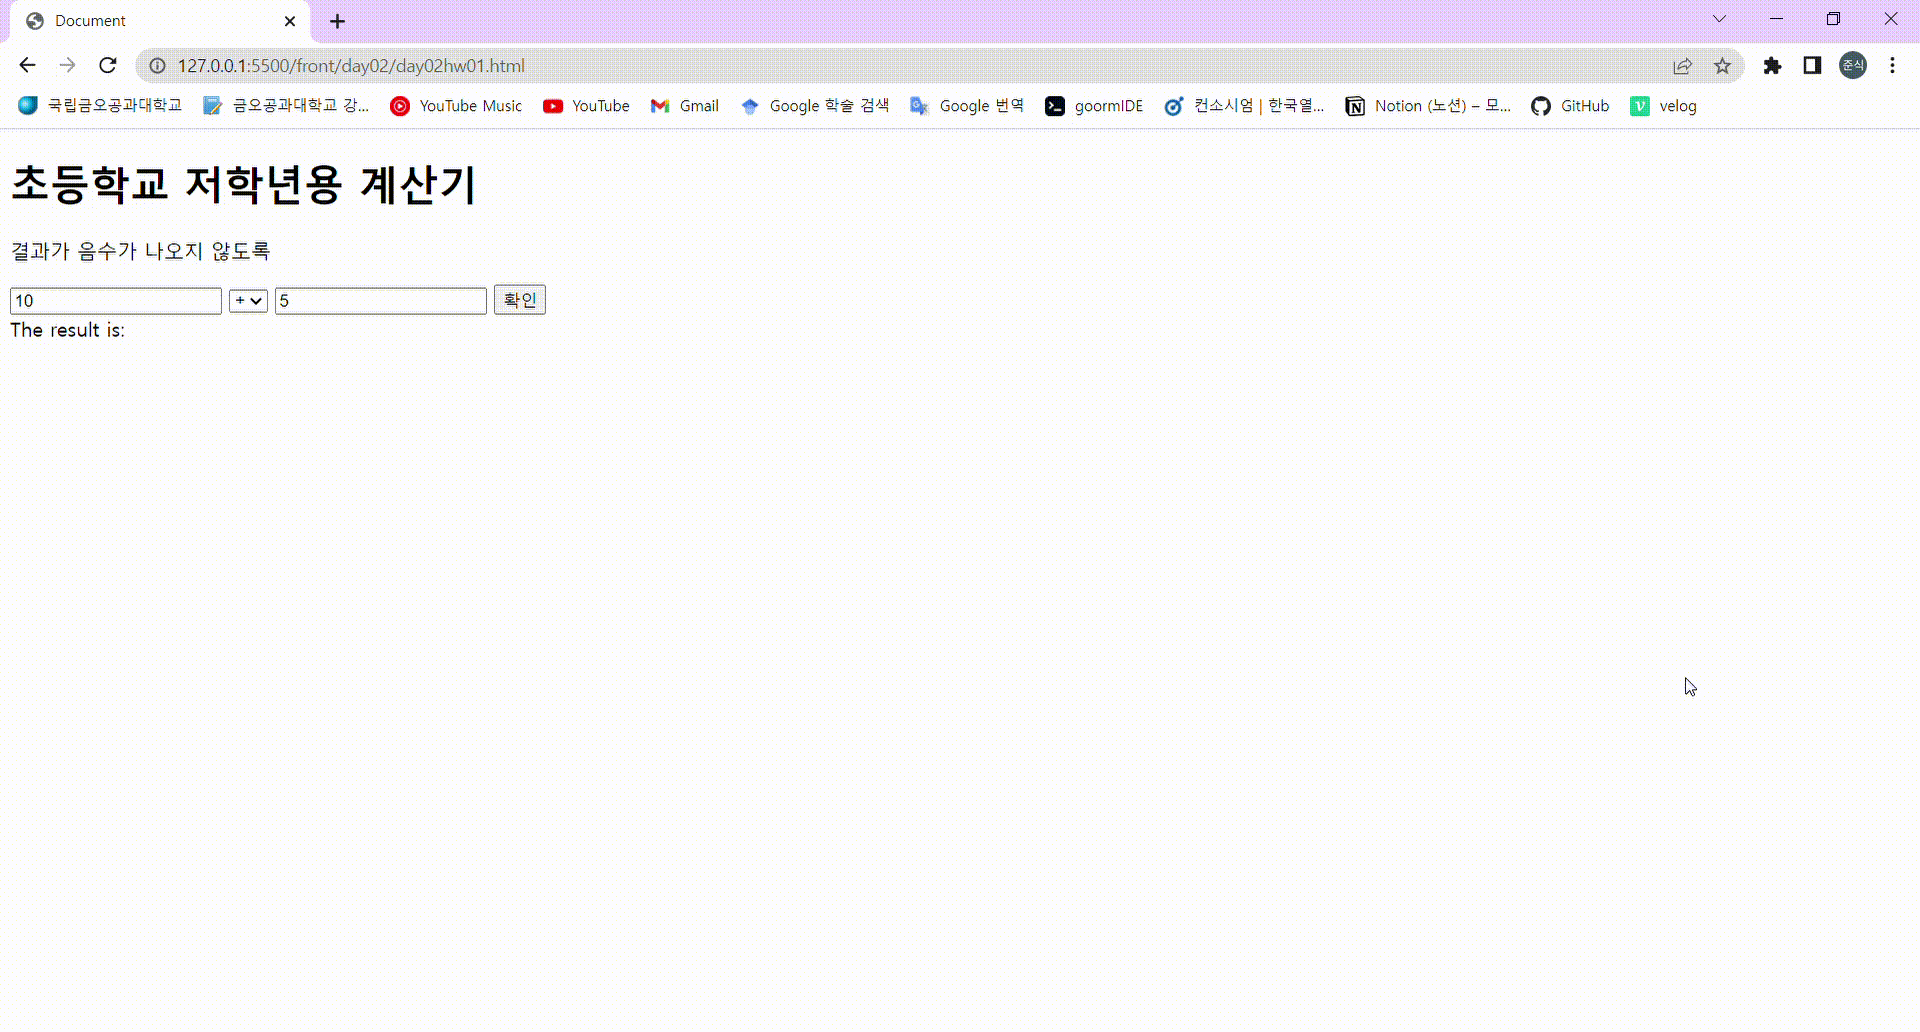 Document
127.0.0.1:5500/front/day02/day02hw01.html
준식
국립금오공과대학교 금오공과대학교 강... YouTube Music YouTube Gmail Google 학술 검색 Google 번역 goormIDE 컨소시엄 | 한국열... Notion (노션) – 모... GitHub velog
초등학교 저학년용 계산기
결과가 음수가 나오지 않도록
10 + 5 확인
The result is: